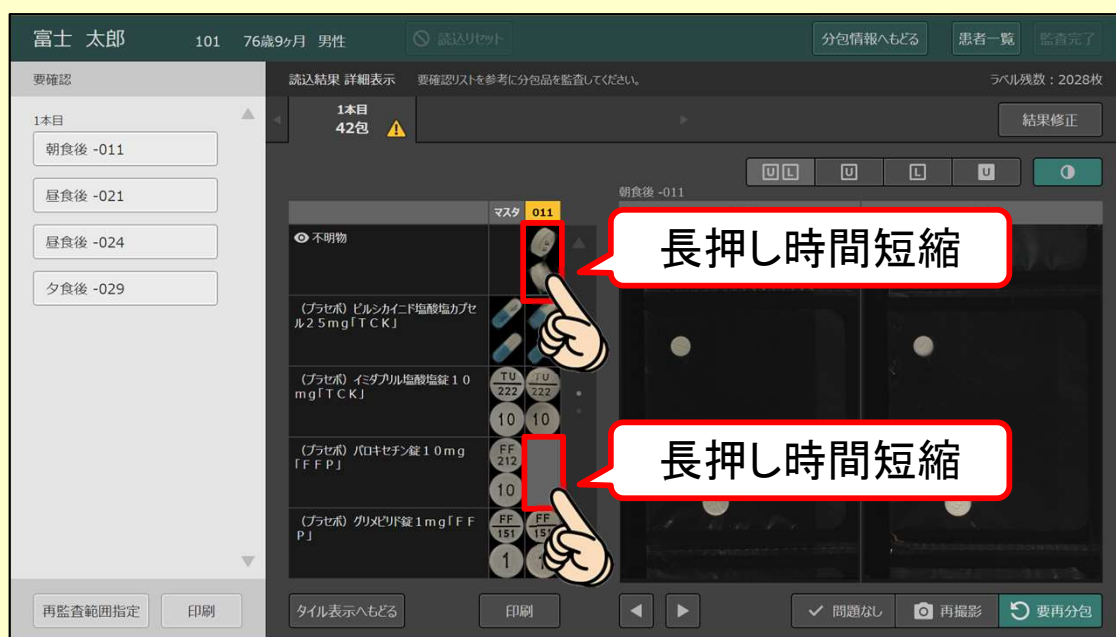 富士 太郎 101 76歳9ヶ月 男性 読込リセット 分包情報へもどる 患者一覧 監査完了
要確認 読込結果 詳細表示 要確認リストを参考に分包品を監査してください。 ラベル残数：2028枚
1本目 1本目
42包 結果修正
朝食後 -011
昼食後 -021
昼食後 -024
夕食後 -029
U L U L U
朝食後 -011
マスタ 011
不明物
長押し時間短縮
（プラセボ）ピルシカイニド塩酸塩カプセ
ル２５ｍｇ「ＴＣＫ」
（プラセボ）イミダプリル塩酸塩錠１０
ｍｇ「ＴＣＫ」
TU TU
222 222
10 10
（プラセボ）パロキセチン錠１０ｍｇ
「ＦＦＰ」
FF
212
10
長押し時間短縮
（プラセボ）グリメピリド錠１ｍｇ「ＦＦ
Ｐ」
FF FF
151 151
1 1
再監査範囲指定 印刷 タイル表示へもどる 印刷 問題なし 再撮影 要再分包